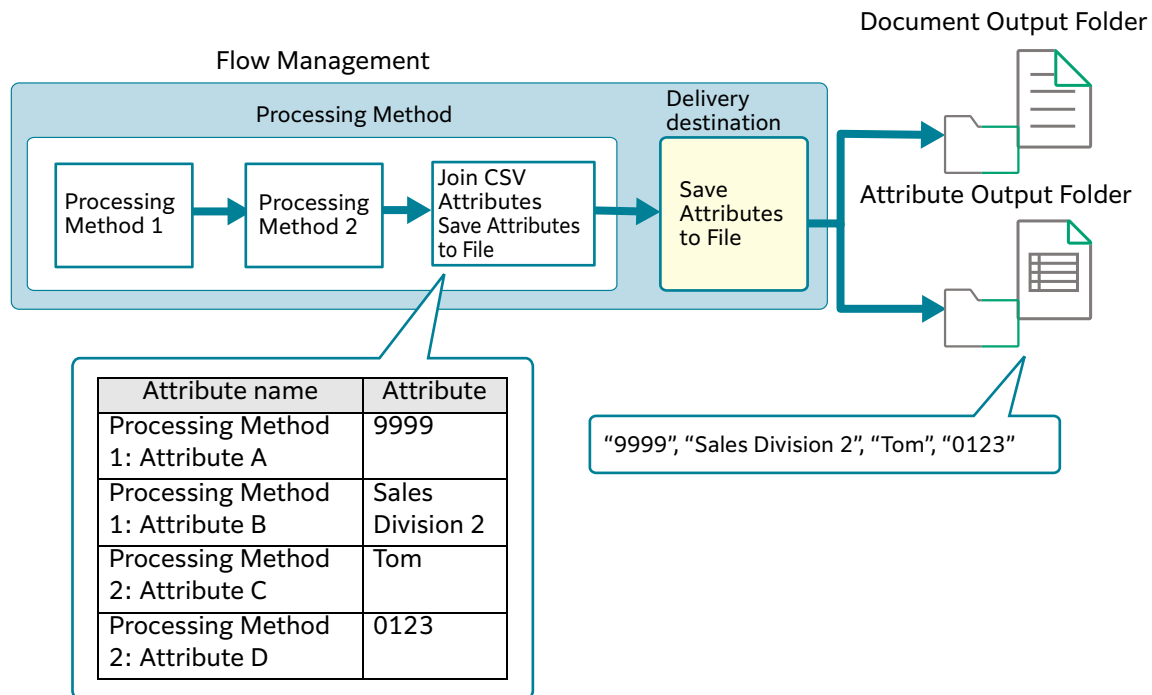 Document Output Folder
Flow Management
Processing Method
Delivery
destination
Processing
Method 1
Processing
Method 2
Join CSV
Attributes
Save Attributes
to File
Save
Attributes
to File
Attribute Output Folder
Attribute name Attribute
Processing Method 9999
1: Attribute A
Processing Method Sales
1: Attribute B Division 2
Processing Method Tom
2: Attribute C
Processing Method 0123
2: Attribute D
“9999”, “Sales Division 2”, “Tom”, “0123”